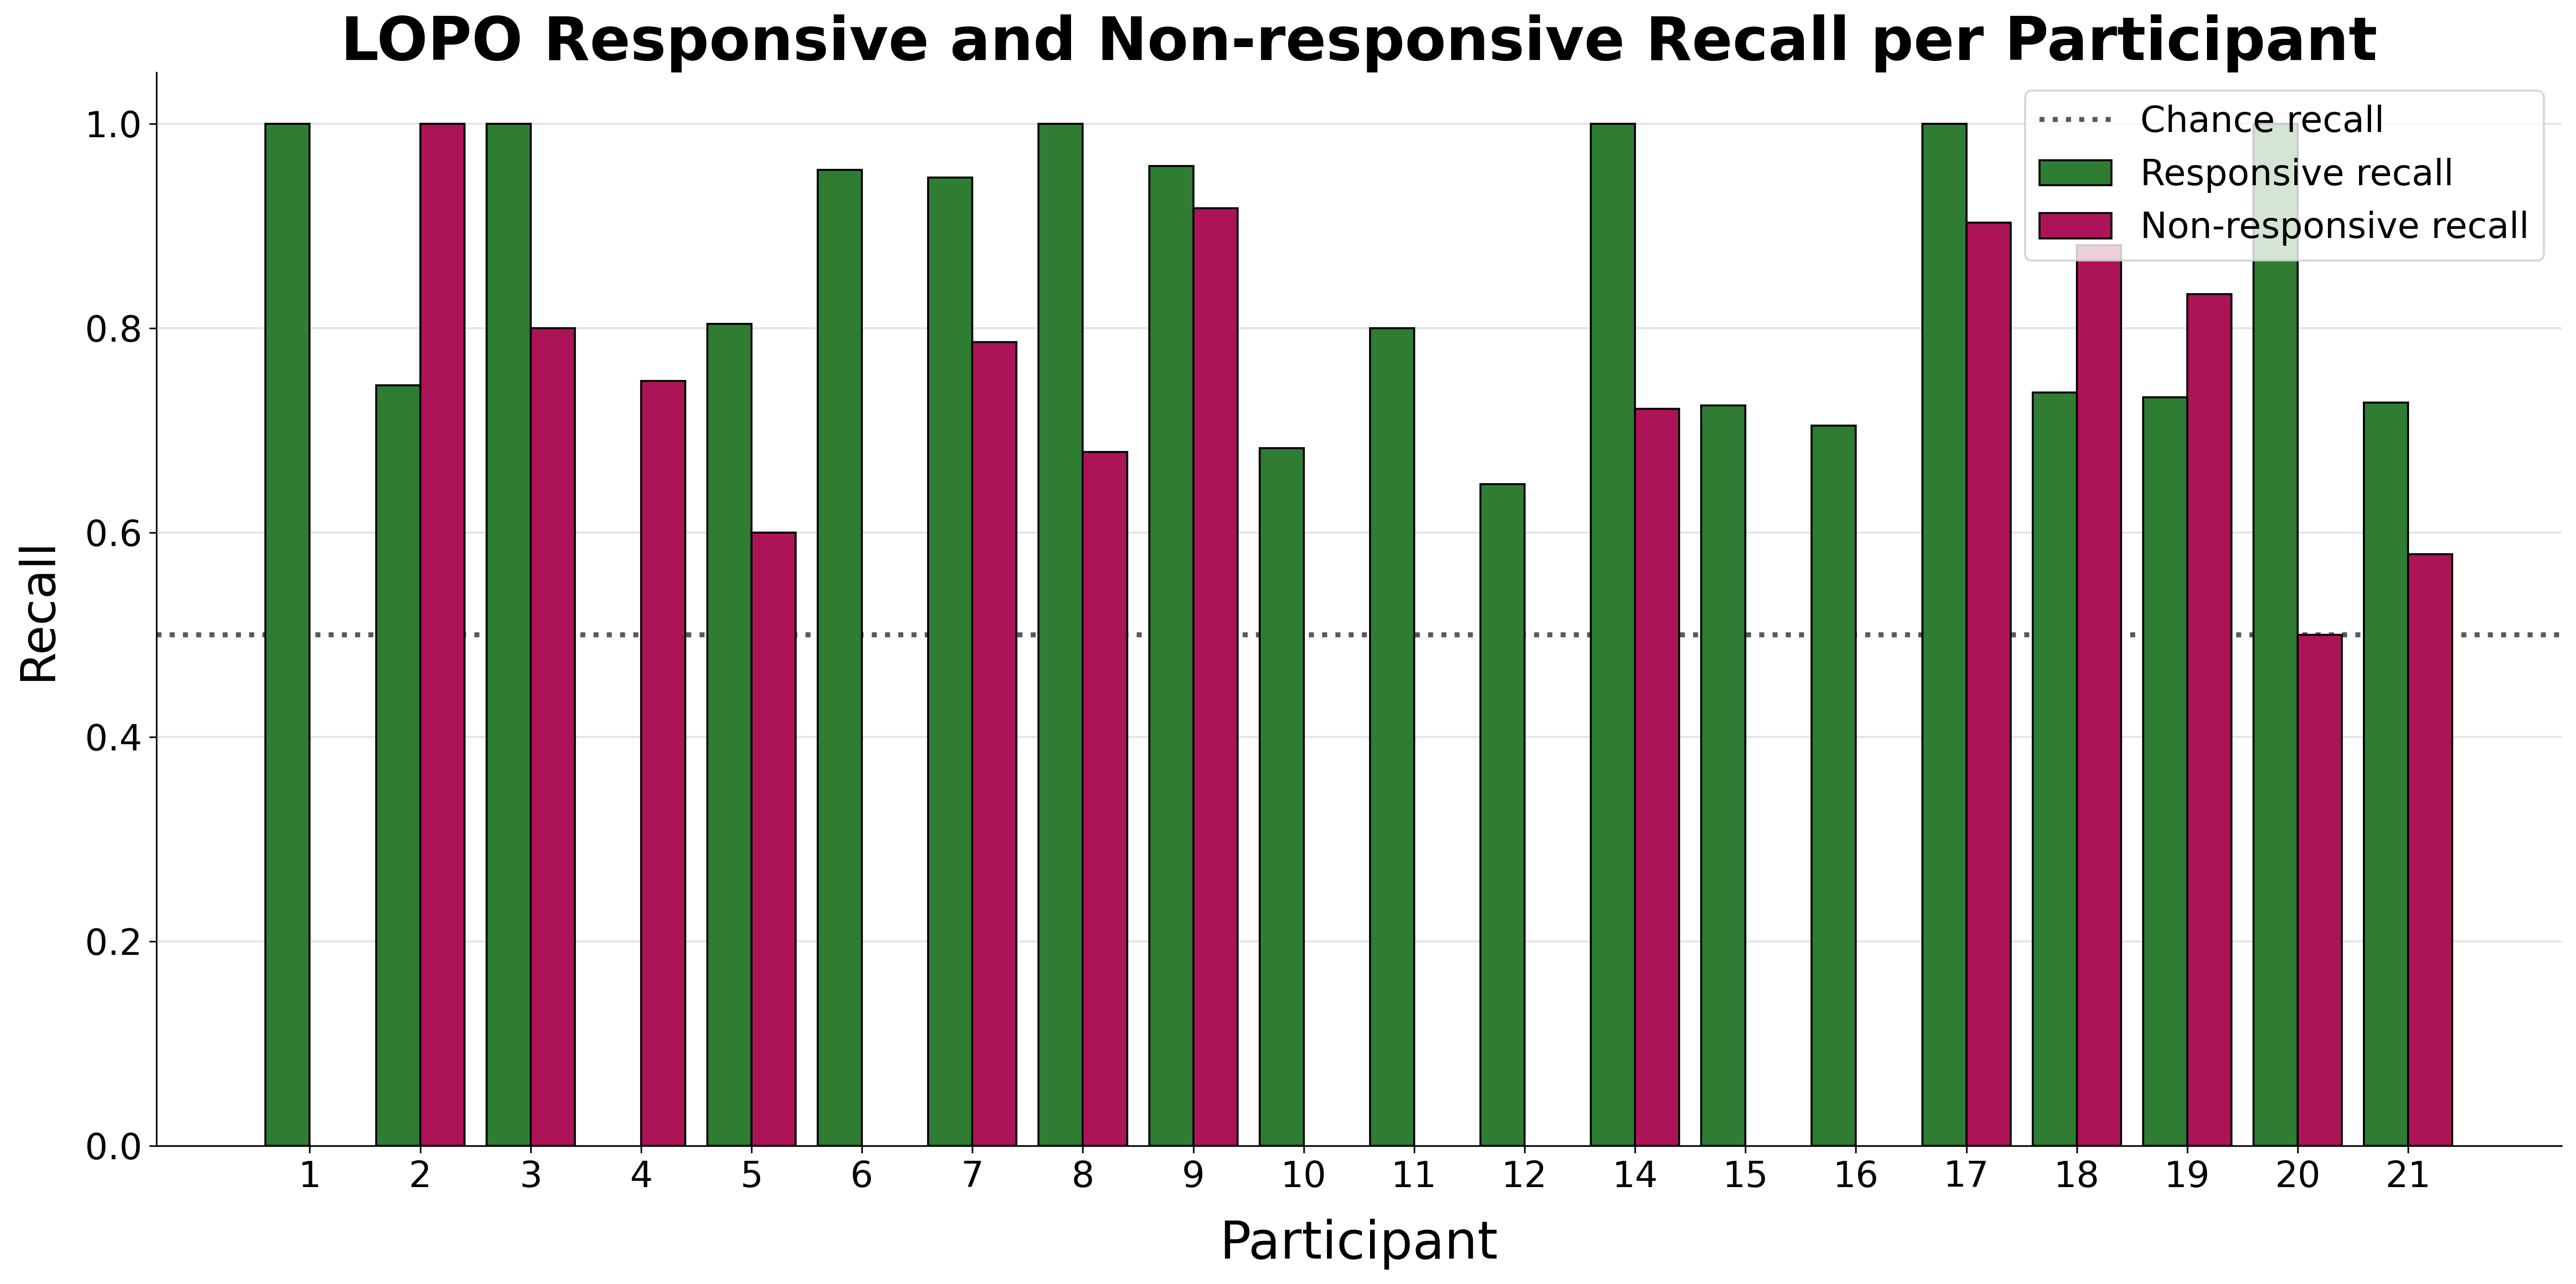 LOPO Responsive and Non-responsive Recall per Participant
Chance recall
Responsive recall
Non-responsive recall
1.0
0.8
0.6
0.4
0.2
0.0
Recall
1 2 3 4 5 6 7 8 9 10 11 12 14 15 16 17 18 19 20 21
Participant